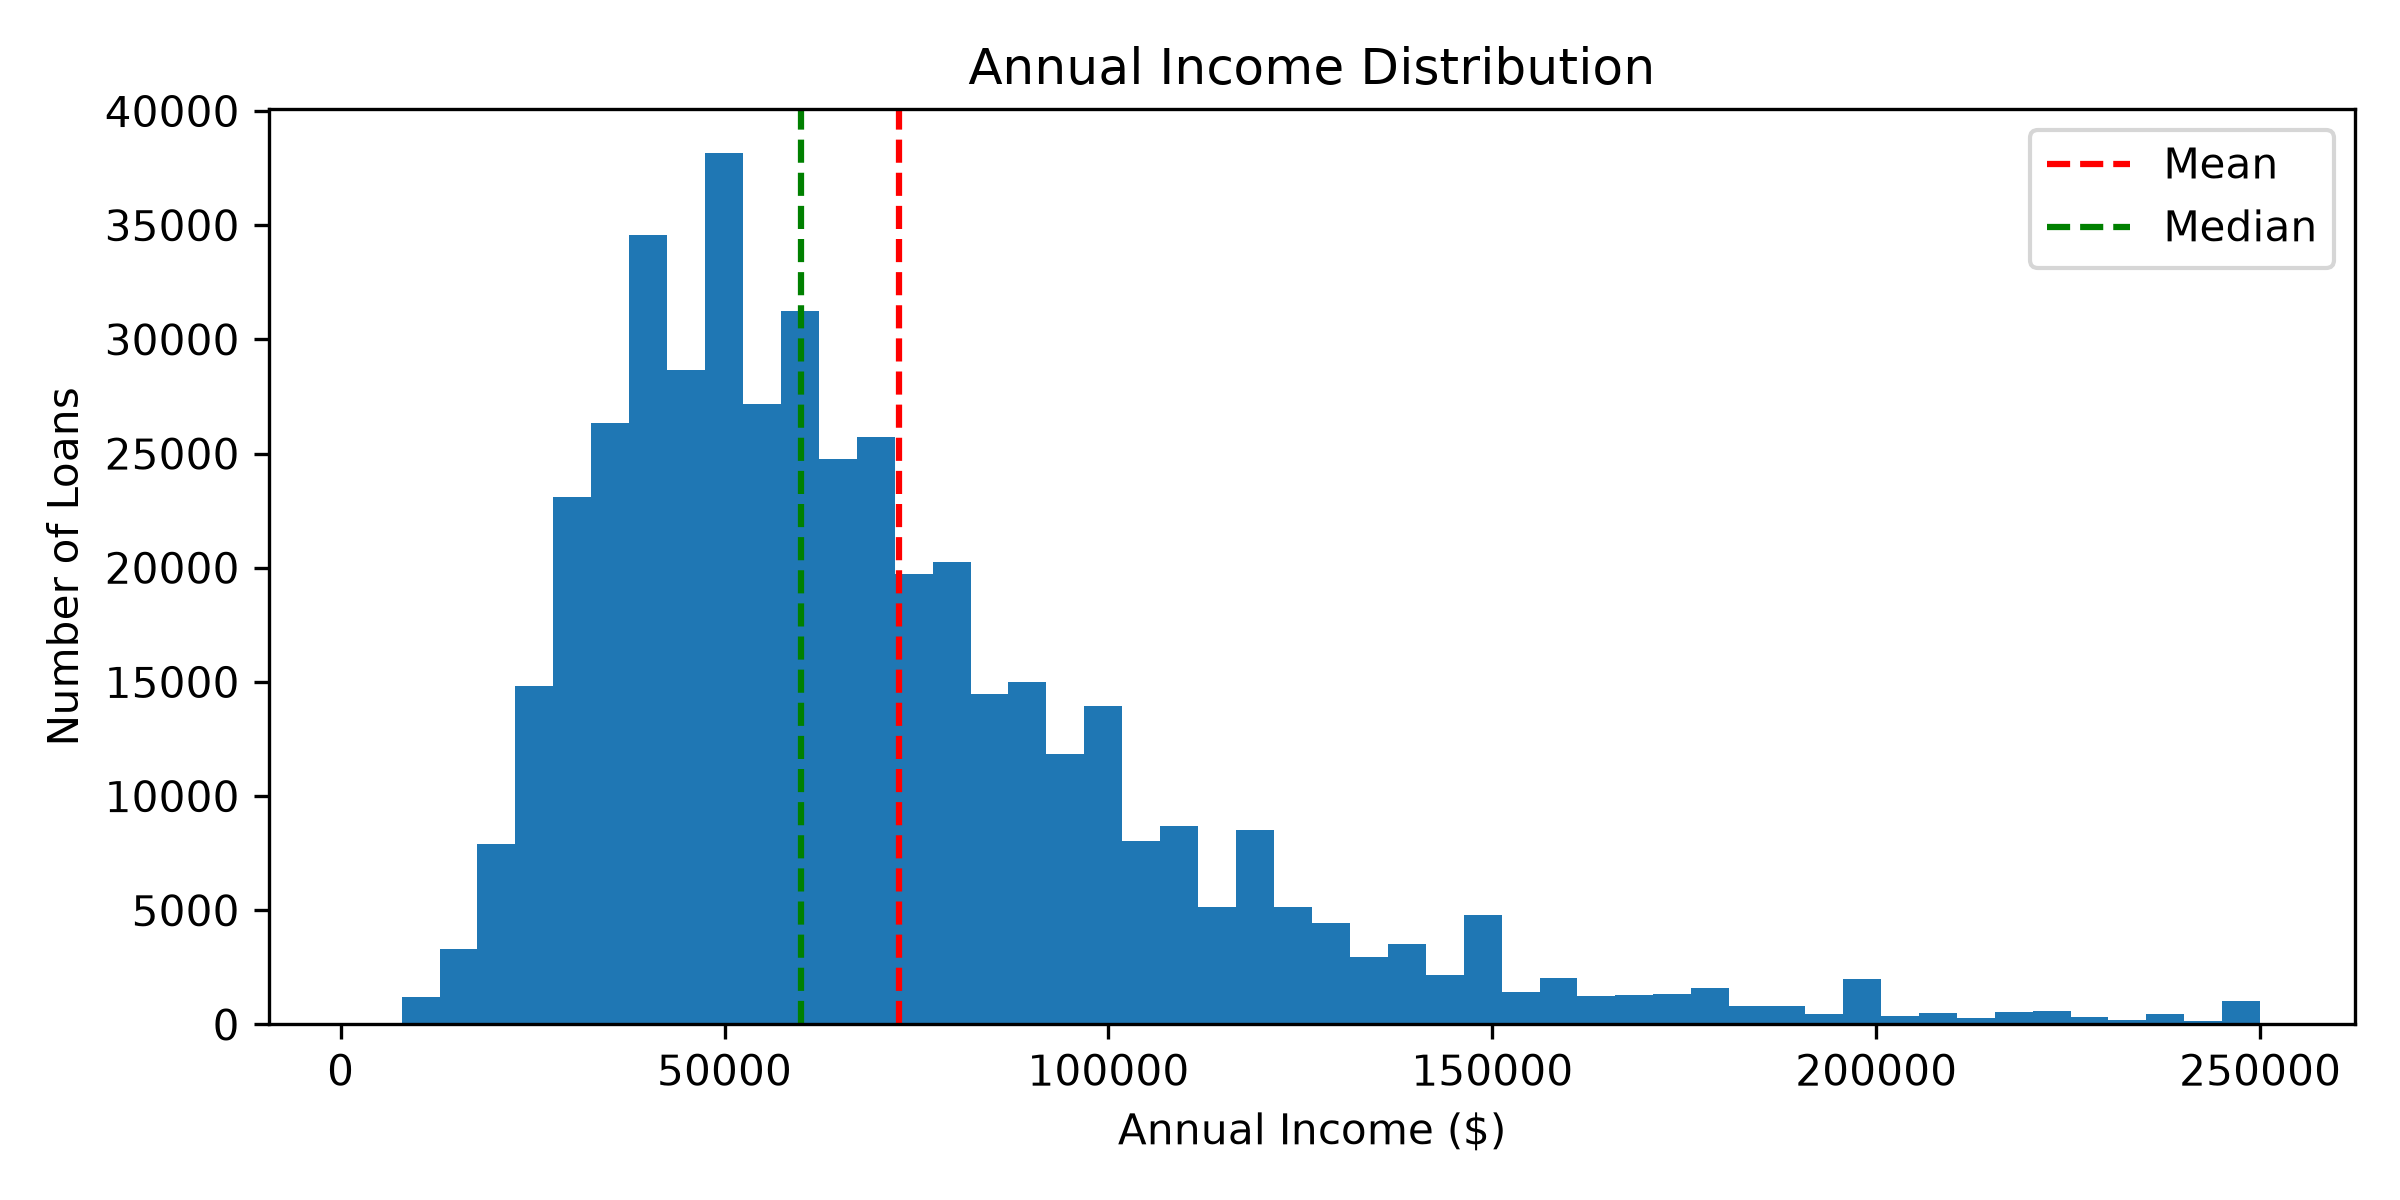 Annual Income Distribution
40000
35000
30000
25000
20000
15000
10000
5000
0
Number of Loans
Mean
Median
0 50000 100000 150000 200000 250000
Annual Income ($)